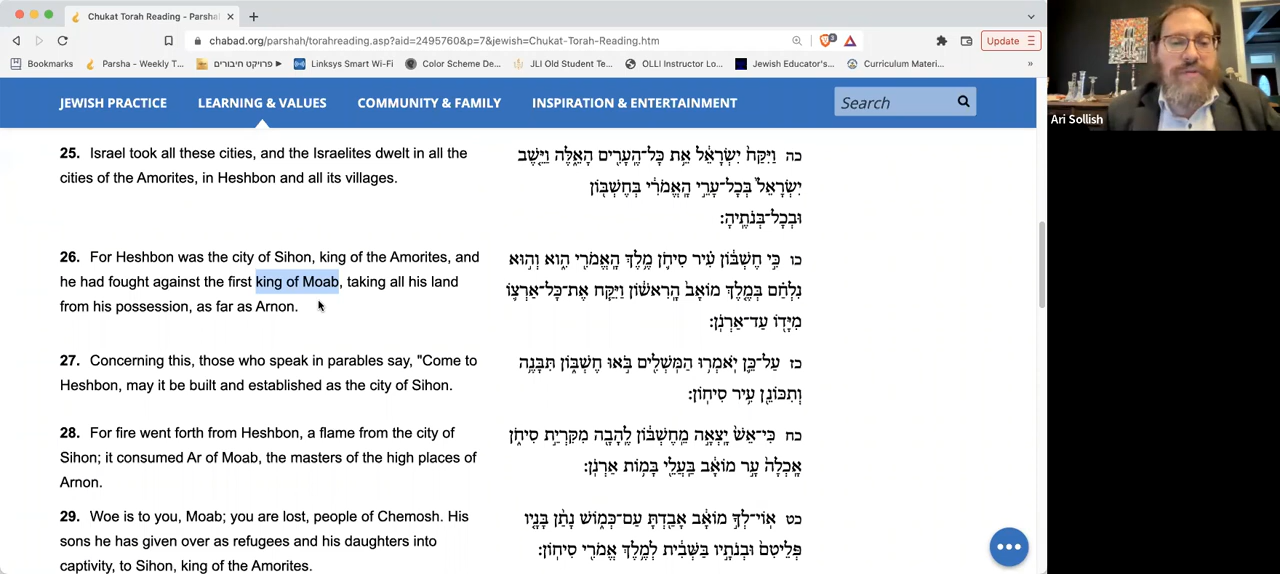 Chukat Torah Reading - Parshat
chabad.org/parshah/torahreading.asp?aid=2495760&p=7&jewish=Chukat-Torah-Reading.htm
Update
Bookmarks
Parsha - Weekly T...
פרויקט חיבורים
Linksys Smart Wi-Fi
Color Scheme De...
JLI Old Student Te...
OLLI Instructor Lo...
Jewish Educator's...
Curriculum Materi...
JEWISH PRACTICE
LEARNING & VALUES
COMMUNITY & FAMILY
INSPIRATION & ENTERTAINMENT
Search
Ari Sollish
25. Israel took all these cities, and the Israelites dwelt in all the
cities of the Amorites, in Heshbon and all its villages.
כה וַיִּקַּח֙ יִשְׂרָאֵ֔ל אֵ֥ת כָּל־הֶֽעָרִ֖ים הָאֵ֑לֶּה וַיֵּ֤שֶׁב
יִשְׂרָאֵל֙ בְּכָל־עָרֵ֣י הָֽאֱמֹרִ֔י בְּחֶשְׁבּ֖וֹן
וּבְכָל־בְּנֹתֶֽיהָ:
26. For Heshbon was the city of Sihon, king of the Amorites, and
he had fought against the first king of Moab, taking all his land
from his possession, as far as Arnon.
כו כִּ֣י חֶשְׁבּ֔וֹן עִ֗יר סִיחֹ֛ן מֶ֥לֶךְ הָֽאֱמֹרִ֖י הִ֑וא וְה֣וּא
נִלְחַ֗ם בְּמֶ֤לֶךְ מוֹאָב֙ הָֽרִאשׁ֔וֹן וַיִּקַּ֧ח אֶת־כָּל־אַרְצ֛וֹ
מִיָּד֖וֹ עַד־אַרְנֹֽן:
27. Concerning this, those who speak in parables say, "Come to
Heshbon, may it be built and established as the city of Sihon.
כז עַל־כֵּ֛ן יֹֽאמְר֥וּ הַמּֽשְׁלִ֖ים בֹּ֣אוּ חֶשְׁבּ֑וֹן תִּבָּנֶ֥ה
וְתִכּוֹנֵ֖ן עִ֥יר סִיחֽוֹן:
28. For fire went forth from Heshbon, a flame from the city of
Sihon; it consumed Ar of Moab, the masters of the high places of
Arnon.
כח כִּי־אֵשׁ֙ יָֽצְאָ֣ה מֵֽחֶשְׁבּ֔וֹן לֶֽהָבָ֖ה מִקִּרְיַ֣ת סִיחֹ֑ן
אָֽכְלָה֙ עָ֣ר מוֹאָ֔ב בַּֽעֲלֵ֖י בָּמ֥וֹת אַרְנֹֽן:
29. Woe is to you, Moab; you are lost, people of Chemosh. His
sons he has given over as refugees and his daughters into
captivity, to Sihon, king of the Amorites.
כט אֽוֹי־לְךָ֣ מוֹאָ֔ב אָבַ֖דְתָּ עַם־כְּמ֑וֹשׁ נָתַ֨ן בָּנָ֤יו
פְּלֵיטִם֙ וּבְנֹתָ֣יו בַּשְּׁבִ֔ית לְמֶ֥לֶךְ אֱמֹרִ֖י סִיחֽוֹן: